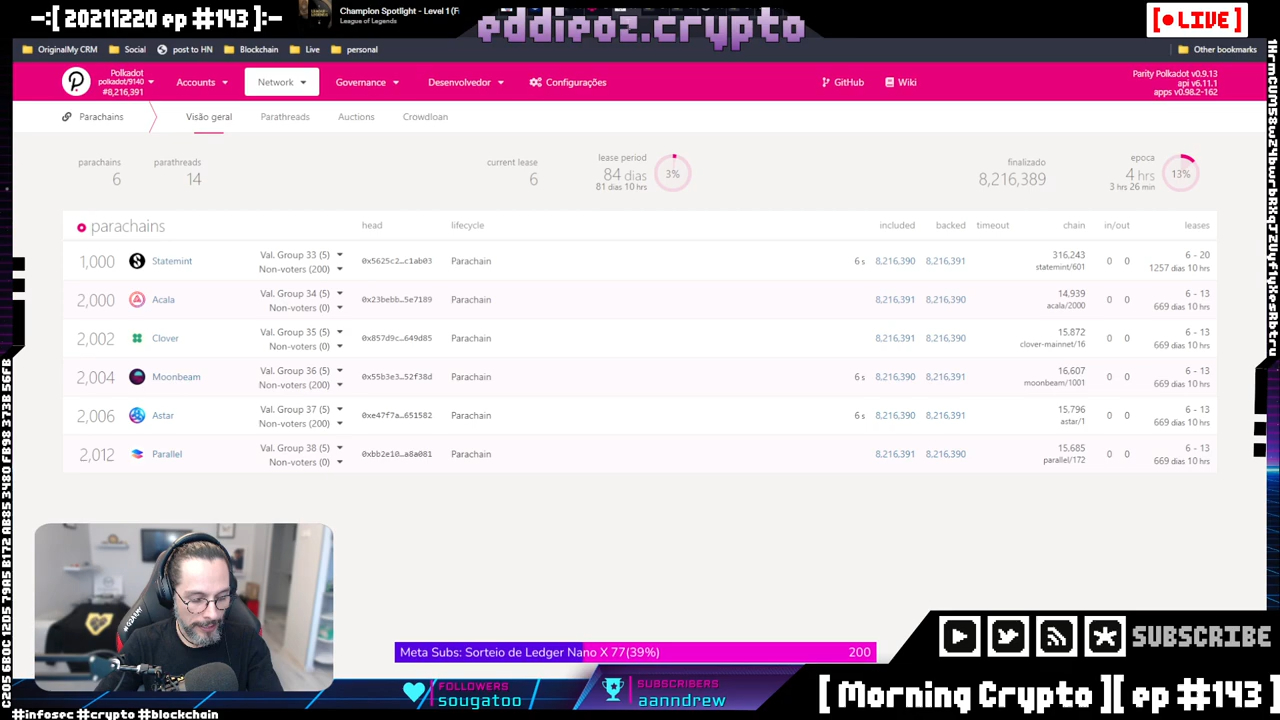 -:[ 20211220 ep #143 ]:-
Champion Spotlight - Level 1 (F
League of Legends
eddieoz.crypto
[● LIVE]
OriginalMy CRM
Social
post to HN
Blockchain
Live
personal
Other bookmarks
Polkadot
polkadot/9140
#8,216,391
Accounts
Network
Governance
Desenvolvedor
Configurações
GitHub
Wiki
Parity Polkadot v0.9.13
api v6.11.1
apps v0.98.2-162
Parachains
Visão geral
Parathreads
Auctions
Crowdloan
parachains
6
parathreads
14
current lease
6
lease period
84 dias
81 dias 10 hrs
3%
finalizado
8,216,389
epoca
4 hrs
3 hrs 26 min
13%
parachains head lifecycle included backed timeout chain in/out leases
1,000 Statemint Val. Group 33 (5) 0x5625c2…c1ab03 Parachain 6 s 8,216,390 8,216,391 316,243 0 0 6 - 20
Non-voters (200) statemint/601 1257 dias 10 hrs
2,000 Acala Val. Group 34 (5) 0x23bebb…5e7189 Parachain 8,216,391 8,216,390 14,939 0 0 6 - 13
Non-voters (0) acala/2000 669 dias 10 hrs
2,002 Clover Val. Group 35 (5) 0x857d9c…649d85 Parachain 8,216,391 8,216,390 15,872 0 0 6 - 13
Non-voters (0) clover-mainnet/16 669 dias 10 hrs
2,004 Moonbeam Val. Group 36 (5) 0x55b3e3…52f38d Parachain 6 s 8,216,390 8,216,391 16,607 0 0 6 - 13
Non-voters (200) moonbeam/1001 669 dias 10 hrs
2,006 Astar Val. Group 37 (5) 0xe47f7a…651582 Parachain 6 s 8,216,390 8,216,391 15,796 0 0 6 - 13
Non-voters (200) astar/1 669 dias 10 hrs
2,012 Parallel Val. Group 38 (5) 0xbb2e10…a8a081 Parachain 8,216,391 8,216,390 15,685 0 0 6 - 13
Non-voters (0) parallel/172 669 dias 10 hrs
Meta Subs: Sorteio de Ledger Nano X 77(39%) 200
FOLLOWERS
sougatoo
SUBSCRIBERS
aanndrew
SUBSCRIBE
[ Morning Crypto ][ ep #143 ]
#infosec #crypto #blockchain